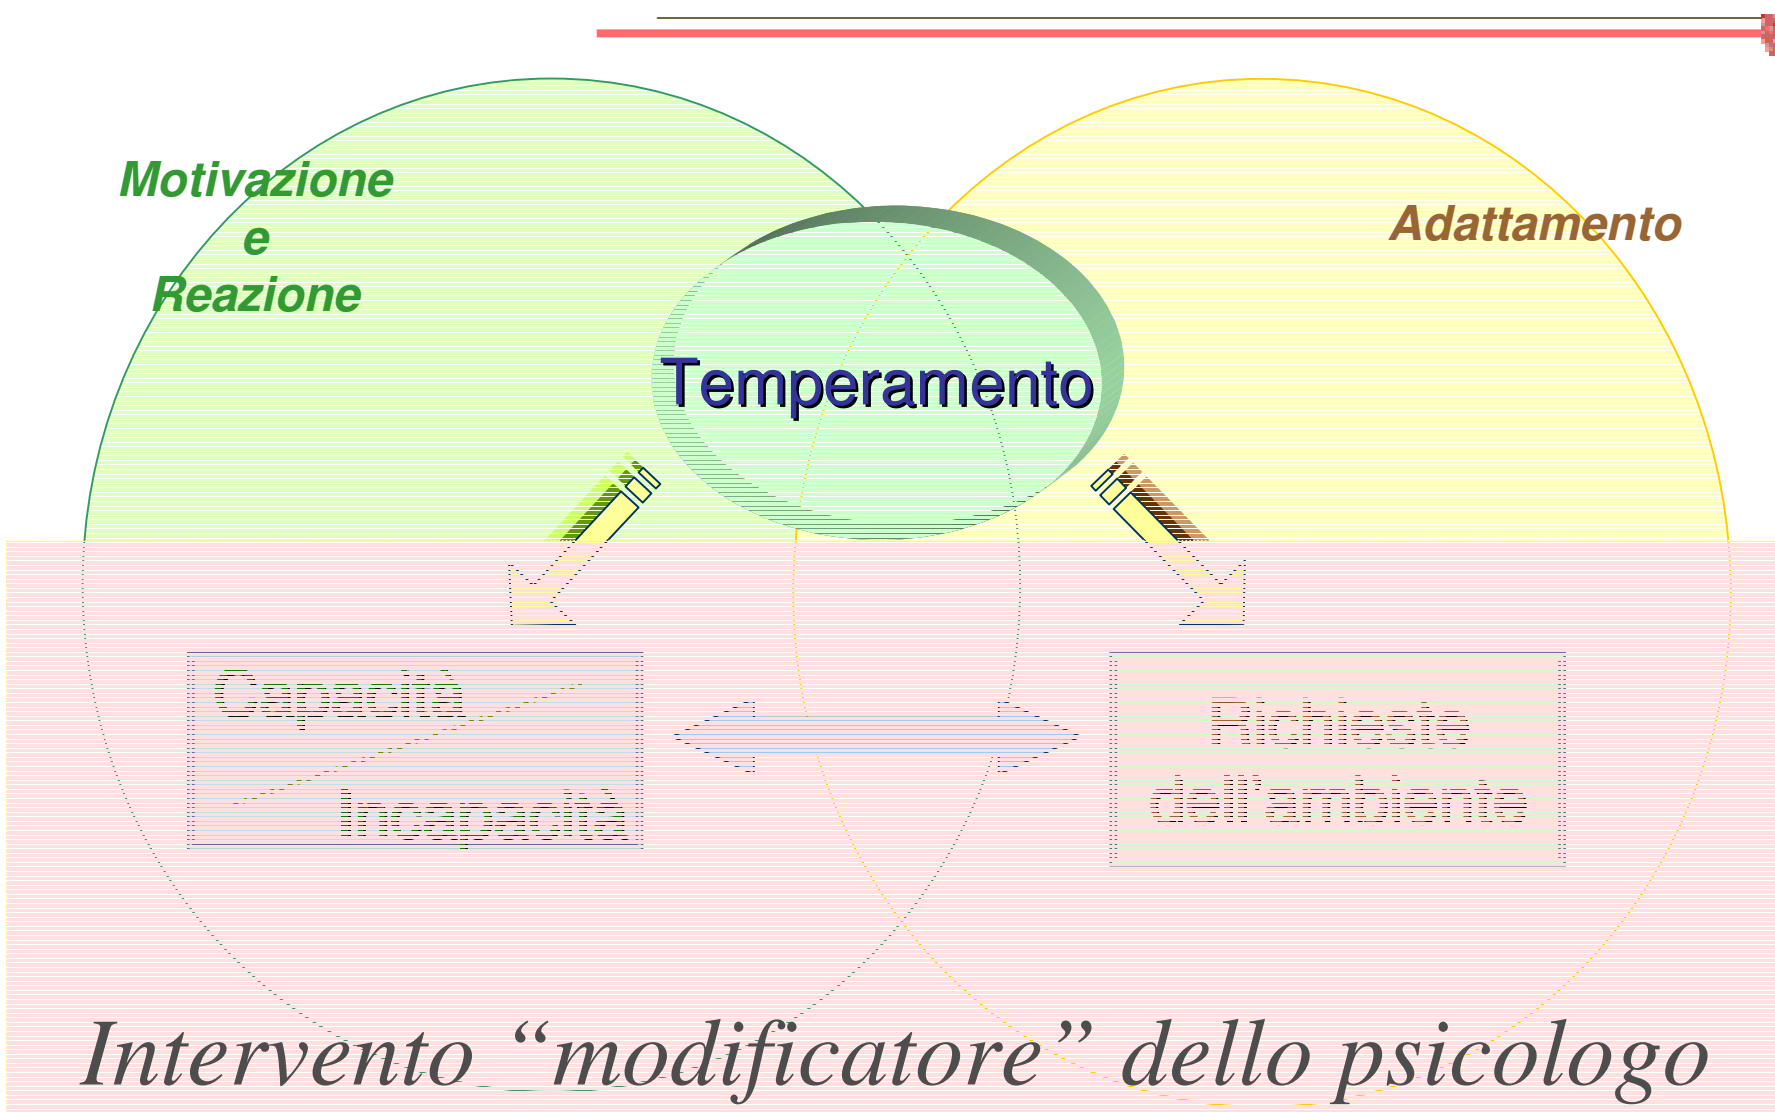 Motivazione
e
Reazione
Adattamento
Temperamento
Capacità
Incapacità
Richieste
dell'ambiente
Intervento “modificatore” dello psicologo